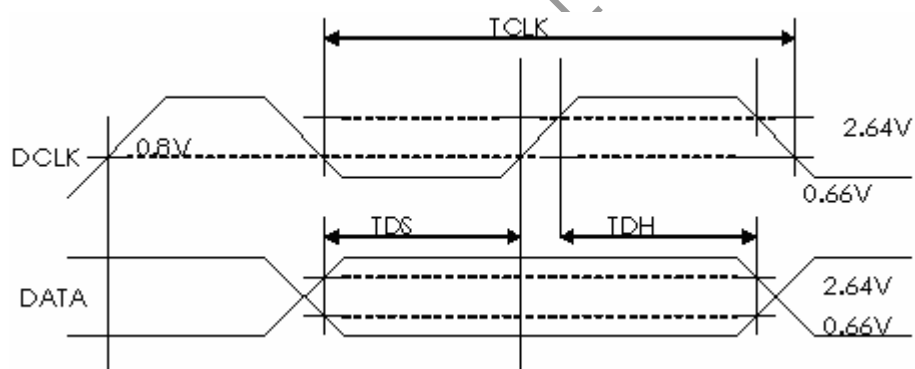 TCLK
2.64V
DCLK 0.8V
0.66V
TDS TDH
2.64V
DATA
0.66V